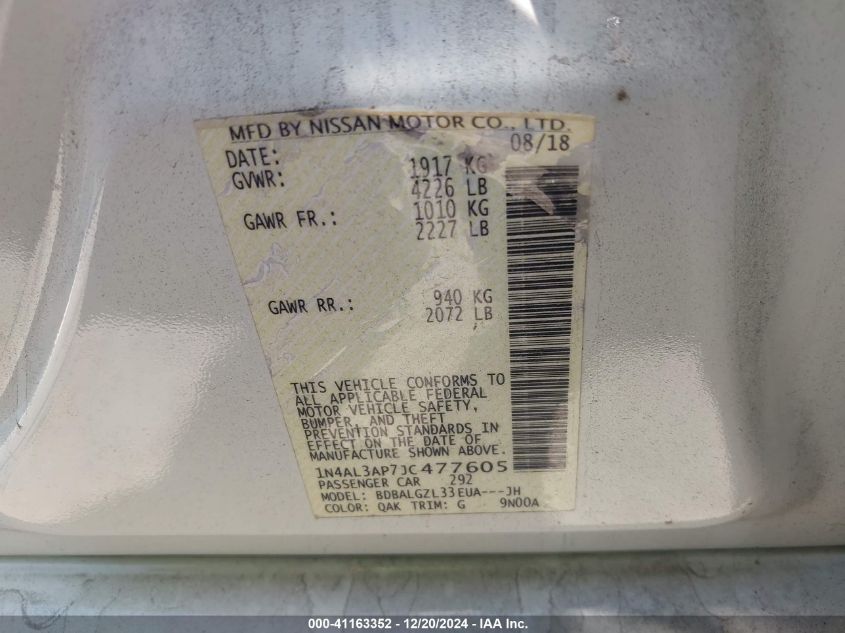 MFD BY NISSAN MOTOR CO., LTD.
DATE: 08/18
GVWR: 1917 KG
4226 LB
GAWR FR.: 1010 KG
2227 LB
GAWR RR.: 940 KG
2072 LB
THIS VEHICLE CONFORMS TO
ALL APPLICABLE FEDERAL
MOTOR VEHICLE SAFETY,
BUMPER, AND THEFT
PREVENTION STANDARDS IN
EFFECT ON THE DATE OF
MANUFACTURE SHOWN ABOVE.
1N4AL3AP7JC477605
PASSENGER CAR 292
MODEL: BDBALGZL33EUA---JH
COLOR: QAK TRIM: G 9N00A
000-41163352 - 12/20/2024 - IAA Inc.